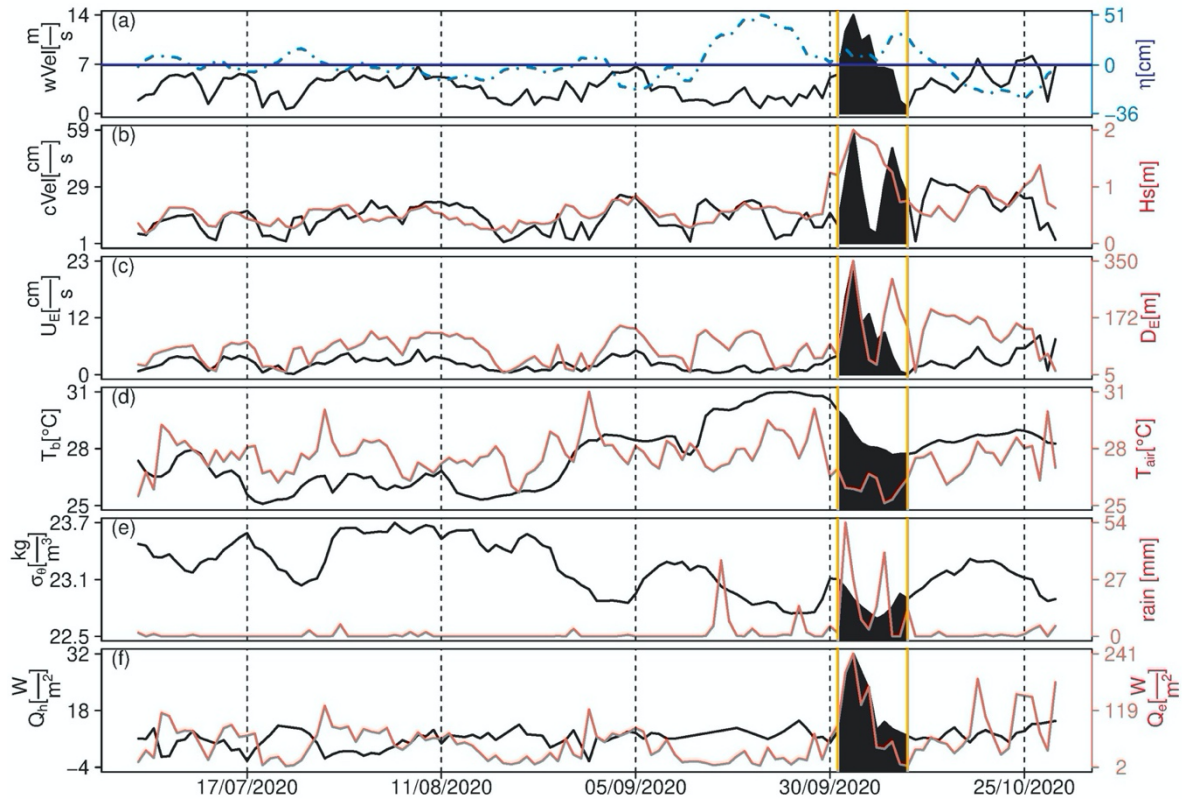 (a)
14
7
0
wVel[m/s]
51
0
−36
η[cm]
(b)
59
29
1
cVel[cm/s]
2
1
0
Hs[m]
(c)
23
12
0
U_E[cm/s]
350
172
5
D_E[m]
(d)
31
28
25
T_b[°C]
31
28
25
T_air[°C]
(e)
23.7
23.1
22.5
σ_θ[kg/m³]
54
27
0
rain [mm]
(f)
32
18
−4
Q_h[W/m²]
241
119
2
Q_e[W/m²]
17/07/2020 11/08/2020 05/09/2020 30/09/2020 25/10/2020